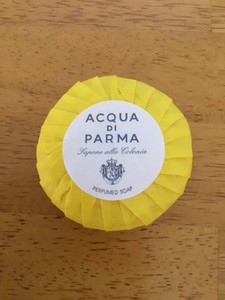 ACQUA
DI
PARMA
Sapone alla Colonia
PERFUMED SOAP